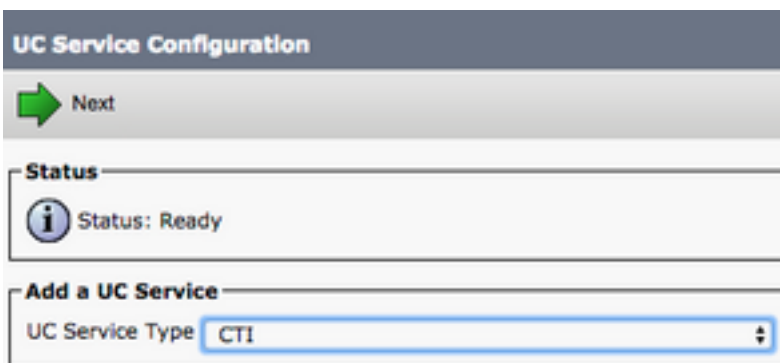 UC Service Configuration
Next
Status
Status: Ready
Add a UC Service
UC Service Type CTI